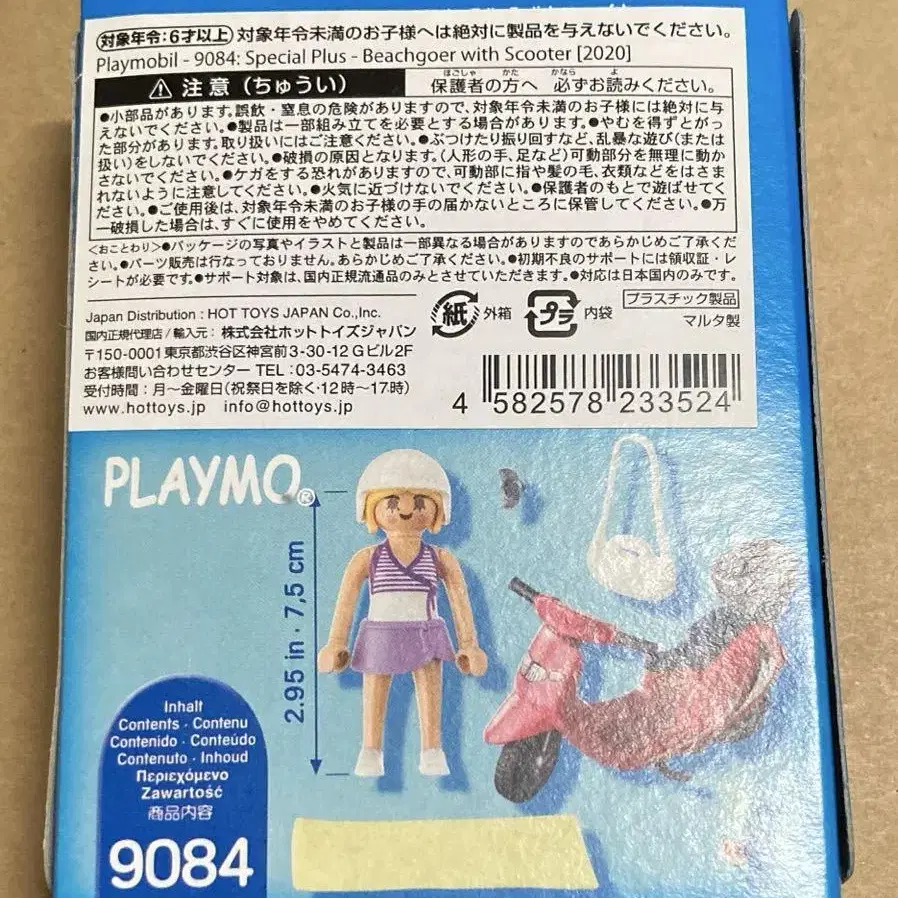 対象年令:6才以上 対象年令未満のお子様へは絶対に製品を与えないでください。
Playmobil - 9084: Special Plus - Beachgoer with Scooter [2020]
注意（ちゅうい）
保護者の方へ 必ずお読みください。
ほごしゃ かた かなら よ
●小部品があります。誤飲・窒息の危険がありますので、対象年令未満のお子様には絶対に与
えないでください。●製品は一部組み立てを必要とする場合があります。●やむを得ずとがっ
た部分があります。取り扱いにはご注意ください。●ぶつけたり振り回すなど、乱暴な遊び(または
扱い)をしないでください。●破損の原因となります。(人形の手、足など)可動部分を無理に動か
さないでください。●ケガをする恐れがありますので、可動部に指や髪の毛、衣類などをはさま
れないように注意してください。●火気に近づけないでください。●保護者のもとで遊ばせてく
ださい。●ご使用後は、対象年令未満のお子様の手の届かないところに保管してください。●万
一破損した場合は、すぐに使用をやめてください。
<おことわり>●パッケージの写真やイラストと製品は一部異なる場合がありますのであらかじめご了承くださ
い。●パーツ販売は行なっておりません。あらかじめご了承ください。●初期不良のサポートには領収証・レ
シートが必要です。●サポート対象は、国内正規流通品のみとさせていただきます。●対応は日本国内のみです。
Japan Distribution : HOT TOYS JAPAN Co.,Inc.
国内正規代理店/輸入元：株式会社ホットトイズジャパン
〒150-0001 東京都渋谷区神宮前3-30-12 Gビル2F
お客様問い合わせセンター TEL：03-5474-3463
受付時間：月〜金曜日(祝祭日を除く・12時〜17時)
www.hottoys.jp info@hottoys.jp
紙 外箱
プラ 内袋
プラスチック製品
マルタ製
4 582578 233524
PLAYMO®
2.95 in · 7,5 cm
Inhalt
Contents · Contenu
Contenido · Conteúdo
Contenuto · Inhoud
Περιεχόμενο
Zawartość
商品内容
9084